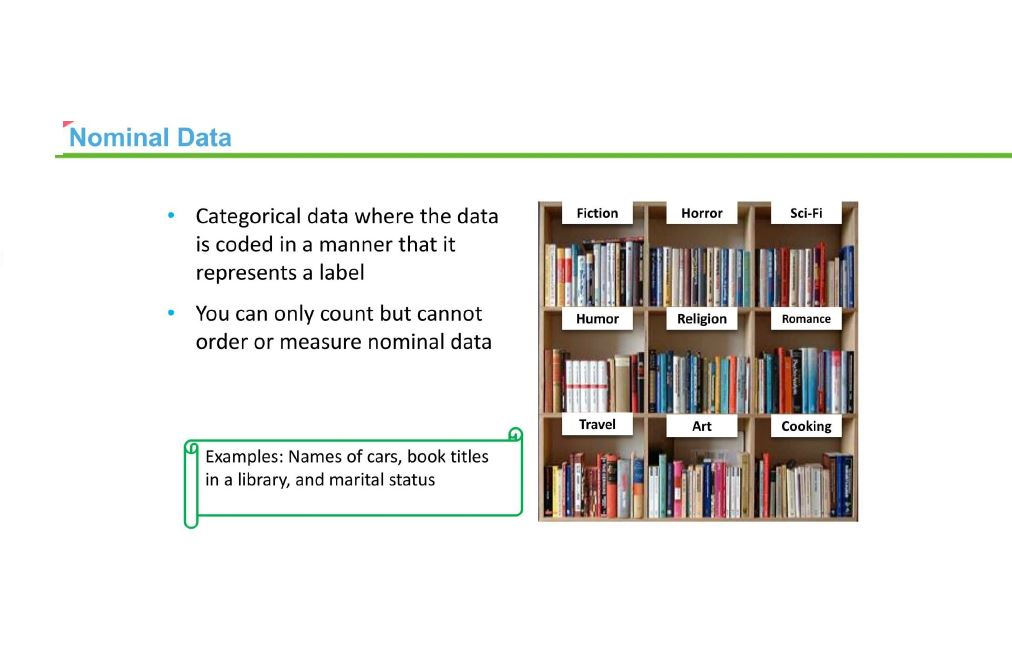 Nominal Data
• Categorical data where the data
is coded in a manner that it
represents a label
• You can only count but cannot
order or measure nominal data
Examples: Names of cars, book titles
in a library, and marital status
Fiction Horror Sci-Fi
Humor Religion Romance
Travel Art Cooking